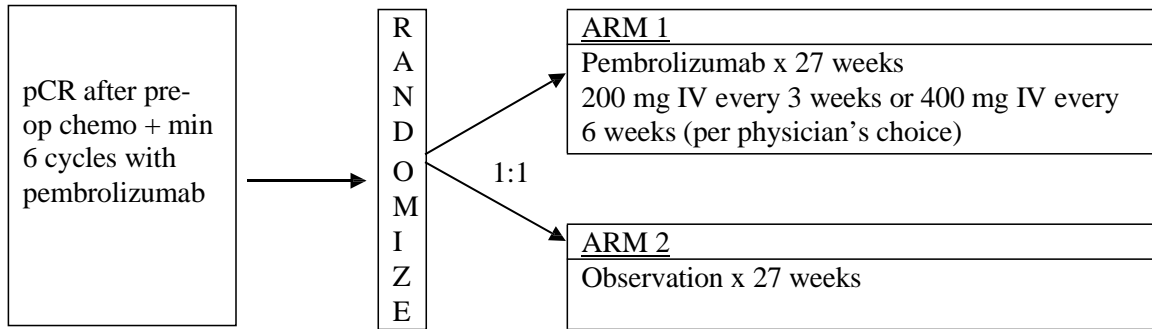 pCR after pre-
op chemo + min
6 cycles with
pembrolizumab
R
A
N
D
O
M
I
Z
E
1:1
ARM 1
Pembrolizumab x 27 weeks
200 mg IV every 3 weeks or 400 mg IV every
6 weeks (per physician’s choice)
ARM 2
Observation x 27 weeks